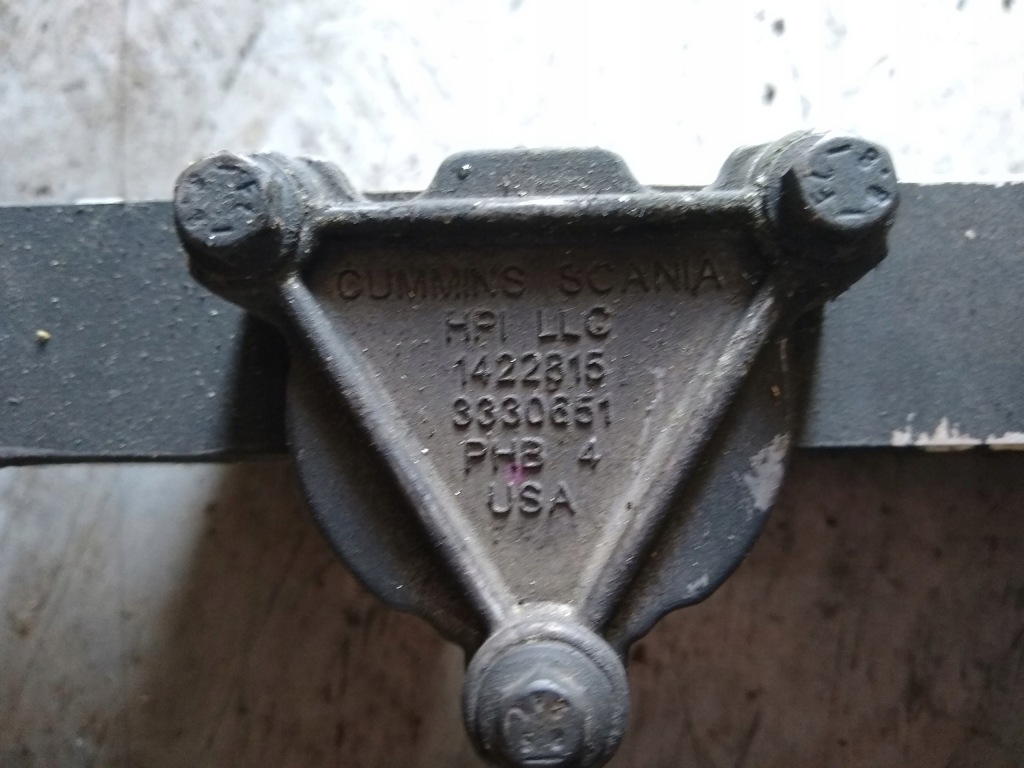 CUMMINS SCANIA
HPI LLC
1422815
3330651
PHB 4
USA